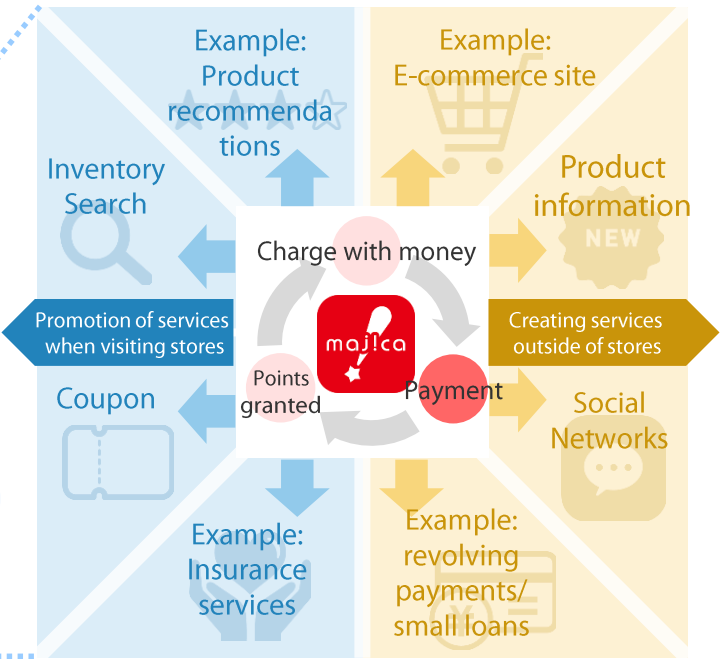 Example:
Product
recommenda
tions
Example:
E-commerce site
Inventory
Search
Product
information
NEW
Charge with money
Promotion of services
when visiting stores
maj!ca
Creating services
outside of stores
Points
granted
Payment
Coupon
Social
Networks
Example:
Insurance
services
Example:
revolving
payments/
small loans
¥